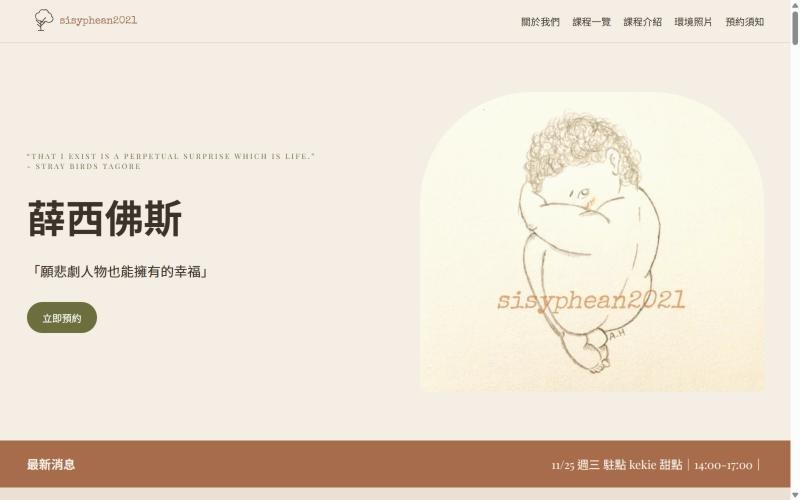 sisyphean2021
關於我們 課程一覽 課程介紹 環境照片 預約須知
"THAT I EXIST IS A PERPETUAL SURPRISE WHICH IS LIFE."
- STRAY BIRDS TAGORE
薛西佛斯
「願悲劇人物也能擁有的幸福」
立即預約
sisyphean2021
A.H
最新消息
11/25 週三 駐點 kekie 甜點｜14:00-17:00｜